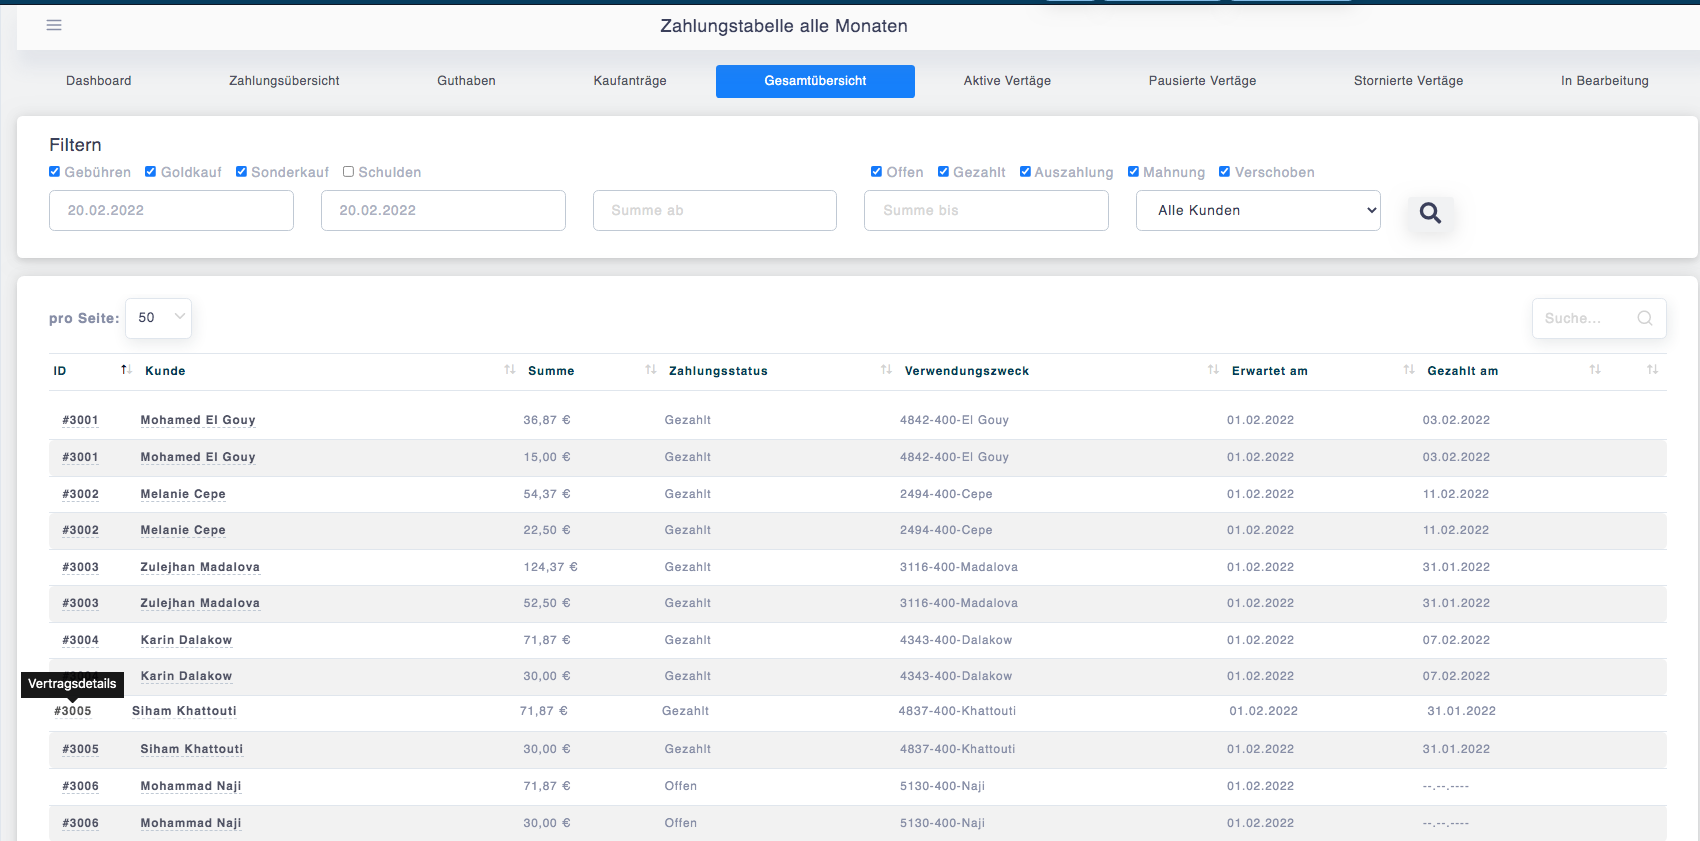 Zahlungstabelle alle Monaten
Dashboard Zahlungsübersicht Guthaben Kaufanträge Gesamtübersicht Aktive Vertäge Pausierte Vertäge Stornierte Vertäge In Bearbeitung
Filtern
Gebühren Goldkauf Sonderkauf Schulden Offen Gezahlt Auszahlung Mahnung Verschoben
20.02.2022 20.02.2022 Summe ab Summe bis Alle Kunden
pro Seite: 50 Suche...
ID Kunde Summe Zahlungsstatus Verwendungszweck Erwartet am Gezahlt am
#3001 Mohamed El Gouy 36,87 € Gezahlt 4842-400-El Gouy 01.02.2022 03.02.2022
#3001 Mohamed El Gouy 15,00 € Gezahlt 4842-400-El Gouy 01.02.2022 03.02.2022
#3002 Melanie Cepe 54,37 € Gezahlt 2494-400-Cepe 01.02.2022 11.02.2022
#3002 Melanie Cepe 22,50 € Gezahlt 2494-400-Cepe 01.02.2022 11.02.2022
#3003 Zulejhan Madalova 124,37 € Gezahlt 3116-400-Madalova 01.02.2022 31.01.2022
#3003 Zulejhan Madalova 52,50 € Gezahlt 3116-400-Madalova 01.02.2022 31.01.2022
#3004 Karin Dalakow 71,87 € Gezahlt 4343-400-Dalakow 01.02.2022 07.02.2022
Karin Dalakow 30,00 € Gezahlt 4343-400-Dalakow 01.02.2022 07.02.2022
Vertragsdetails
#3005 Siham Khattouti 71,87 € Gezahlt 4837-400-Khattouti 01.02.2022 31.01.2022
#3005 Siham Khattouti 30,00 € Gezahlt 4837-400-Khattouti 01.02.2022 31.01.2022
#3006 Mohammad Naji 71,87 € Offen 5130-400-Naji 01.02.2022 --.--.----
#3006 Mohammad Naji 30,00 € Offen 5130-400-Naji 01.02.2022 --.--.----